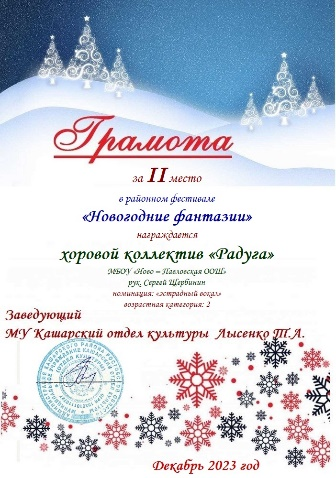 Грамота
за II место
в районном фестивале
«Новогодние фантазии»
награждается
хоровой коллектив «Радуга»
МБОУ «Ново – Павловская ООШ»
рук. Сергей Щербинин
номинация: «эстрадный вокал»
возрастная категория: 2
Заведующий
МУ Кашарский отдел культуры Лысенко Т.А.
Декабрь 2023 год